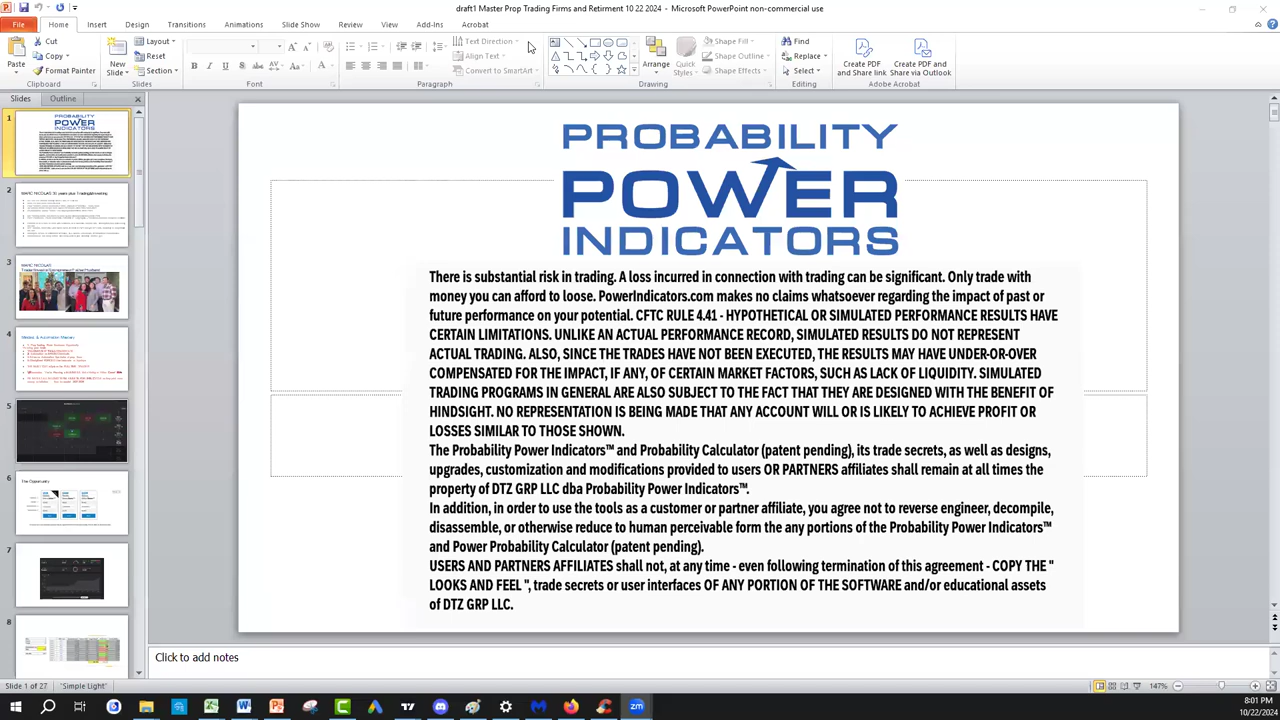 draft1 Master Prop Trading Firms and Retirment 10 22 2024 - Microsoft PowerPoint non-commercial use
File Home Insert Design Transitions Animations Slide Show Review View Add-Ins Acrobat
Paste Cut Copy Format Painter
Clipboard
New Slide Layout Reset Section
Slides
Font
Text Direction Align Text Convert to SmartArt
Paragraph
Arrange Quick Styles Shape Fill Shape Outline Shape Effects
Drawing
Find Replace Select
Editing
Create PDF and Share link
Create PDF and Share via Outlook
Adobe Acrobat
Slides Outline
1
2
3
4
5
6
The Opportunity
7
8
PROBABILITY
POWER
INDICATORS
There is substantial risk in trading. A loss incurred in connection with trading can be significant. Only trade with
money you can afford to loose. PowerIndicators.com makes no claims whatsoever regarding the impact of past or
future performance on your potential. CFTC RULE 4.41 - HYPOTHETICAL OR SIMULATED PERFORMANCE RESULTS HAVE
CERTAIN LIMITATIONS. UNLIKE AN ACTUAL PERFORMANCE RECORD, SIMULATED RESULTS DO NOT REPRESENT
ACTUAL TRADING. ALSO, SINCE THE TRADES HAVE NOT BEEN EXECUTED, THE RESULTS MAY HAVE UNDER-OR-OVER
COMPENSATED FOR THE IMPACT, IF ANY, OF CERTAIN MARKET FACTORS, SUCH AS LACK OF LIQUIDITY. SIMULATED
TRADING PROGRAMS IN GENERAL ARE ALSO SUBJECT TO THE FACT THAT THEY ARE DESIGNED WITH THE BENEFIT OF
HINDSIGHT. NO REPRESENTATION IS BEING MADE THAT ANY ACCOUNT WILL OR IS LIKELY TO ACHIEVE PROFIT OR
LOSSES SIMILAR TO THOSE SHOWN.
The Probability Power Indicators™ and Probability Calculator (patent pending), its trade secrets, as well as designs,
upgrades, customization and modifications provided to users OR PARTNERS affiliates shall remain at all times the
property of DTZ GRP LLC dba Probability Power Indicators™.
In addition, in order to use the tools as a customer or partner affiliate, you agree not to reverse engineer, decompile,
disassemble, or otherwise reduce to human perceivable form the any portions of the Probability Power Indicators™
and Power Probability Calculator (patent pending).
USERS AND PARTNERS AFFILIATES shall not, at any time - even following termination of this agreement - COPY THE "
LOOKS AND FEEL ", trade secrets or user interfaces OF ANY PORTION OF THE SOFTWARE and/or educational assets
of DTZ GRP LLC.
Click to add notes
Slide 1 of 27 "Simple Light" 147%
8:01 PM
10/22/2024